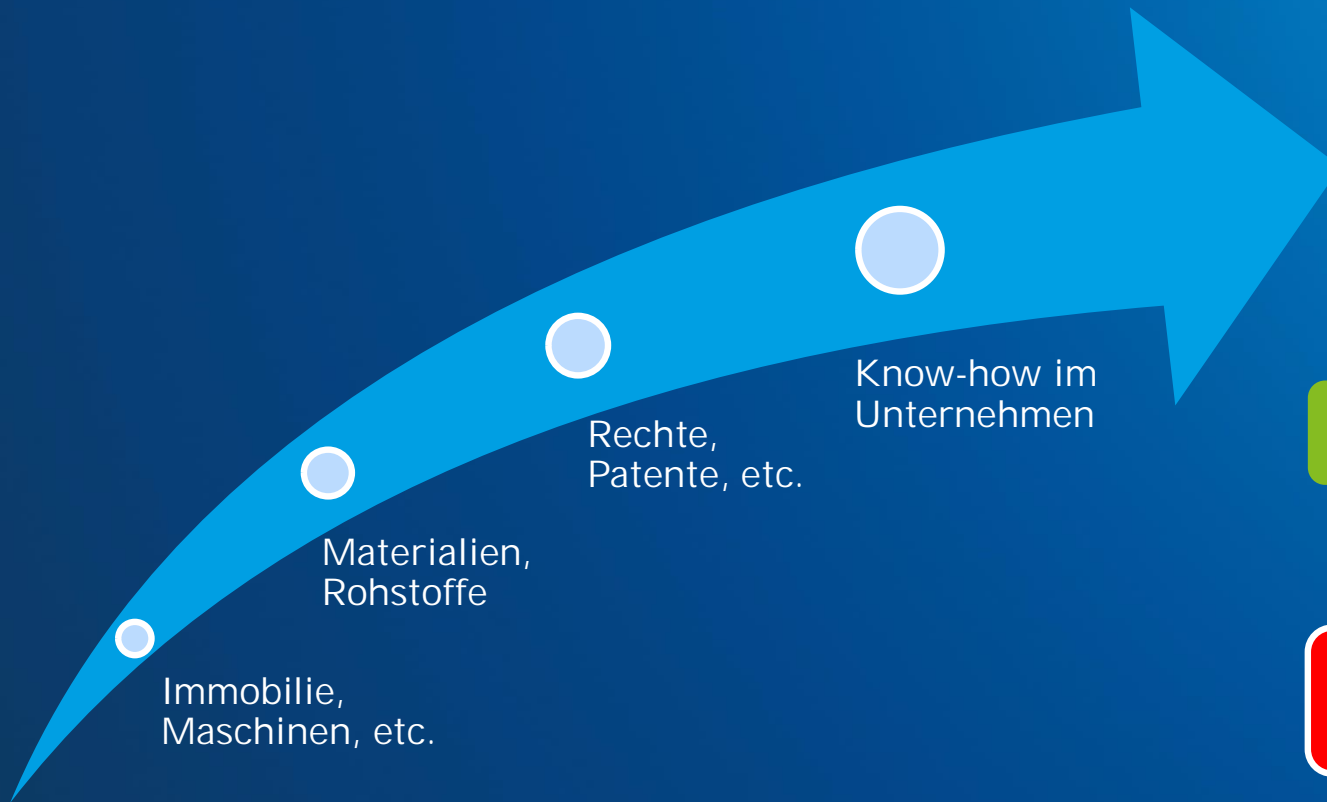 Know-how im
Unternehmen
Rechte,
Patente, etc.
Materialien,
Rohstoffe
Immobilie,
Maschinen, etc.